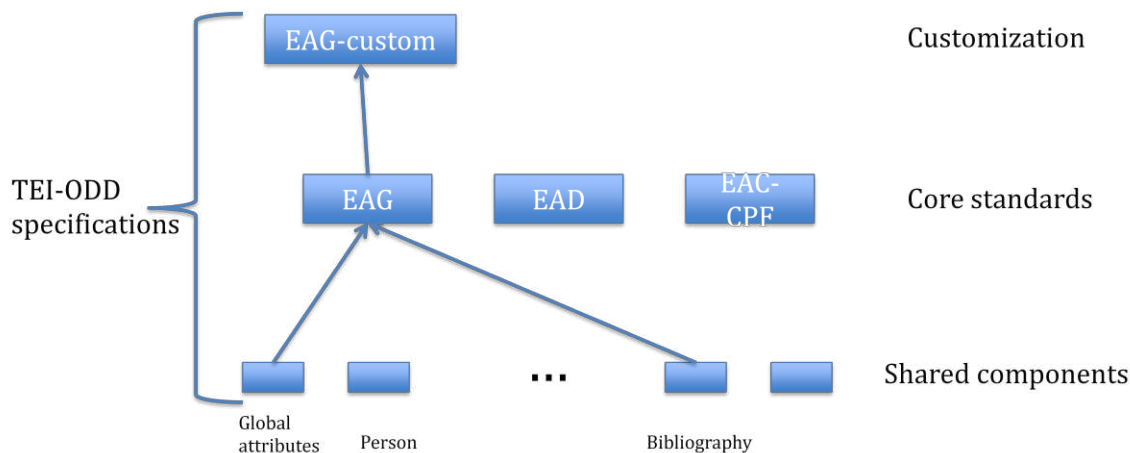 EAG-custom
Customization
TEI-ODD
specifications
EAG
EAD
EAC-
CPF
Core standards
...
Shared components
Global
attributes
Person
Bibliography